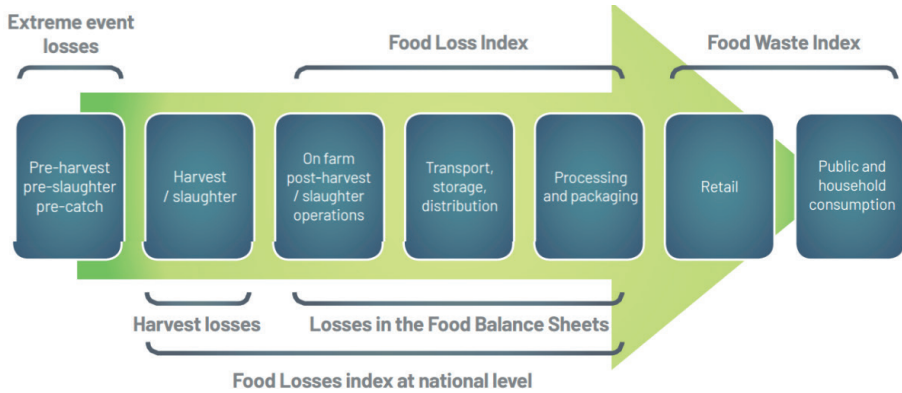 Extreme event
losses
Food Loss Index
Food Waste Index
Pre-harvest
pre-slaughter
pre-catch
Harvest
/ slaughter
On farm
post-harvest
/ slaughter
operations
Transport,
storage,
distribution
Processing
and packaging
Retail
Public and
household
consumption
Harvest losses
Losses in the Food Balance Sheets
Food Losses index at national level